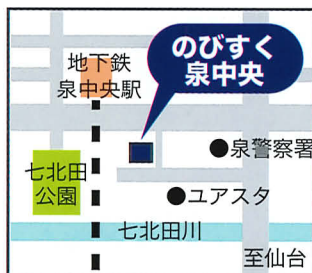 のびすく
泉中央
地下鉄
泉中央駅
●泉警察署
七北田
公園
●ユアスタ
七北田川
至仙台